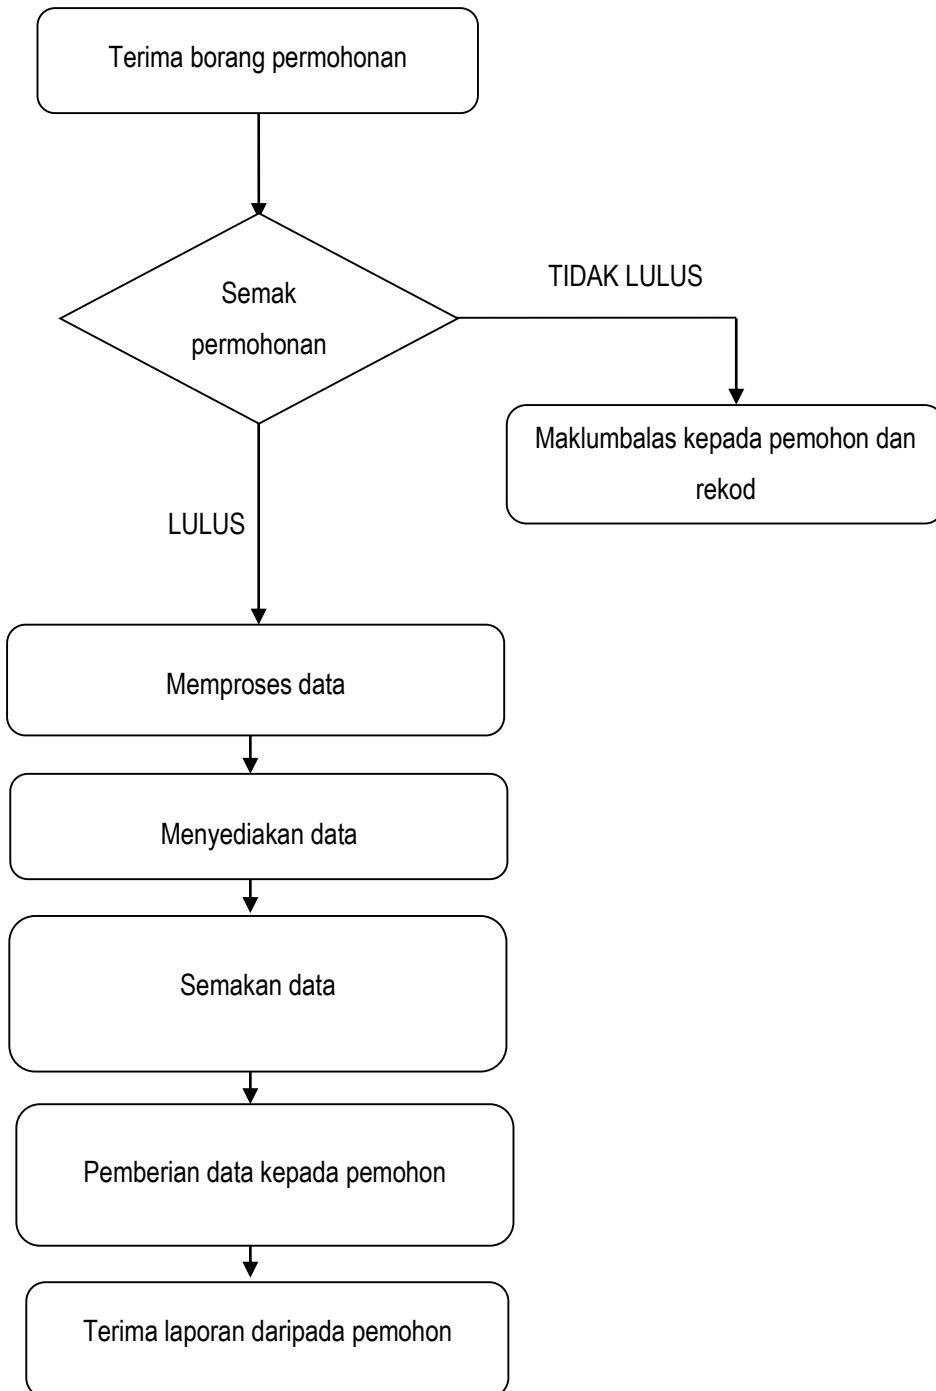 Terima borang permohonan
Semak
permohonan
TIDAK LULUS
Maklumbalas kepada pemohon dan
rekod
LULUS
Memproses data
Menyediakan data
Semakan data
Pemberian data kepada pemohon
Terima laporan daripada pemohon